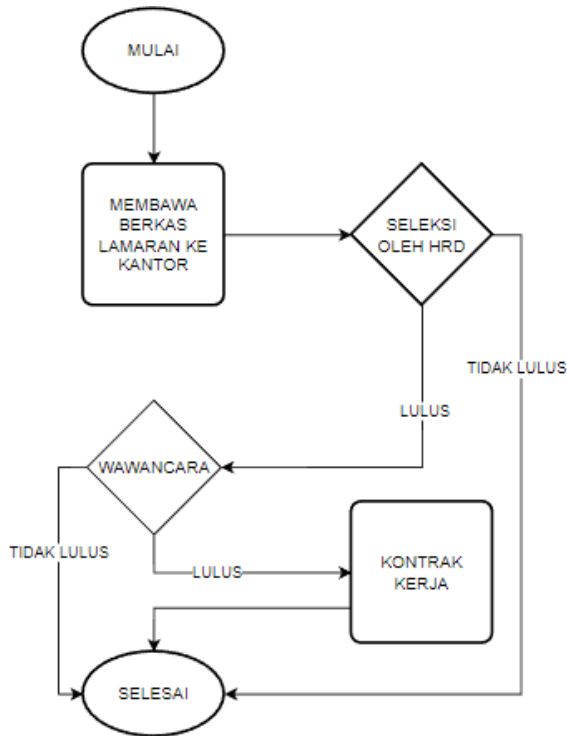 MULAI
MEMBAWA
BERKAS
LAMARAN KE
KANTOR
SELEKSI
OLEH HRD
TIDAK LULUS
LULUS
WAWANCARA
TIDAK LULUS
LULUS
KONTRAK
KERJA
SELESAI